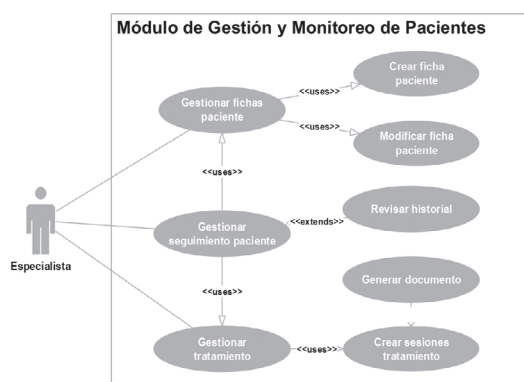 Módulo de Gestión y Monitoreo de Pacientes
Crear ficha
paciente
<<uses>>
Gestionar fichas
paciente
<<uses>>
Modificar ficha
paciente
<<uses>>
Revisar historial
<<extends>>
Gestionar
seguimiento paciente
Especialista
Generar documento
<<uses>>
Gestionar
tratamiento
<<uses>>
Crear sesiones
tratamiento